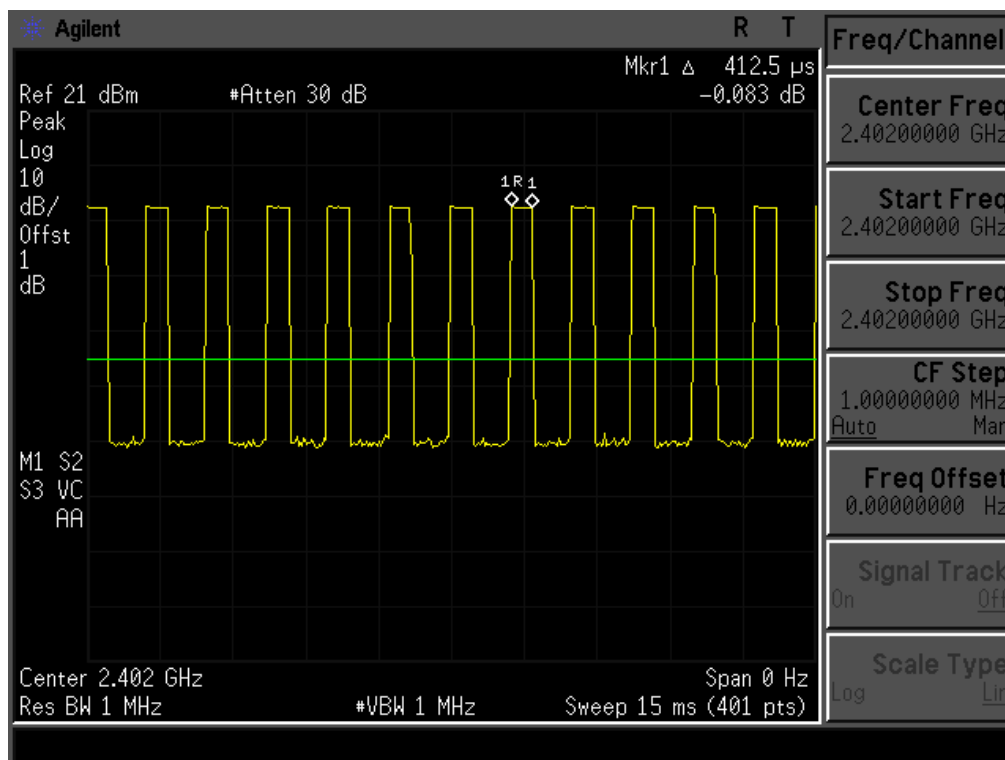 Agilent
R T
Freq/Channel
Mkr1 Δ 412.5 µs
Ref 21 dBm #Atten 30 dB -0.083 dB
Peak
Log
10
dB/
Offst
1
dB
1R 1
M1 S2
S3 VC
AA
Center 2.402 GHz Span 0 Hz
Res BW 1 MHz #VBW 1 MHz Sweep 15 ms (401 pts)
Center Freq
2.40200000 GHz
Start Freq
2.40200000 GHz
Stop Freq
2.40200000 GHz
CF Step
1.00000000 MHz
Auto Man
Freq Offset
0.00000000 Hz
Signal Track
On Off
Scale Type
Log Lin